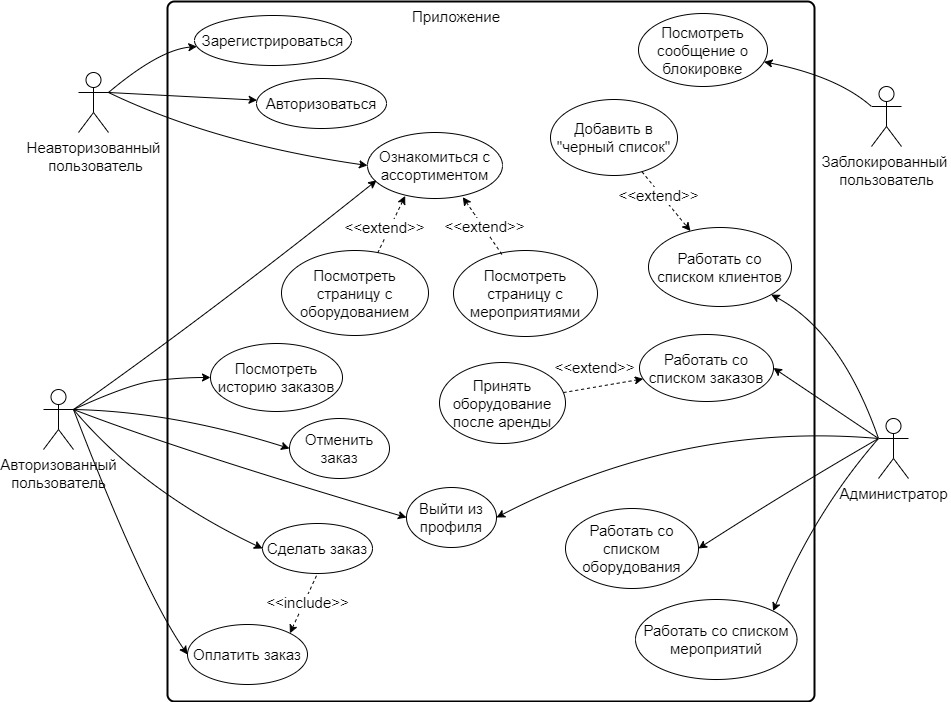 Приложение
Зарегистрироваться
Посмотреть
сообщение о
блокировке
Авторизоваться
Неавторизованный
пользователь
Добавить в
"черный список"
Заблокированный
пользователь
Ознакомиться с
ассортиментом
<<extend>>
<<extend>>
<<extend>>
Посмотреть
страницу с
оборудованием
Посмотреть
страницу с
мероприятиями
Работать со
списком клиентов
Посмотреть
историю заказов
<<extend>>
Принять
оборудование
после аренды
Работать со
списком заказов
Авторизованный
пользователь
Отменить
заказ
Администратор
Выйти из
профиля
Сделать заказ
Работать со
списком
оборудования
<<include>>
Оплатить заказ
Работать со списком
мероприятий